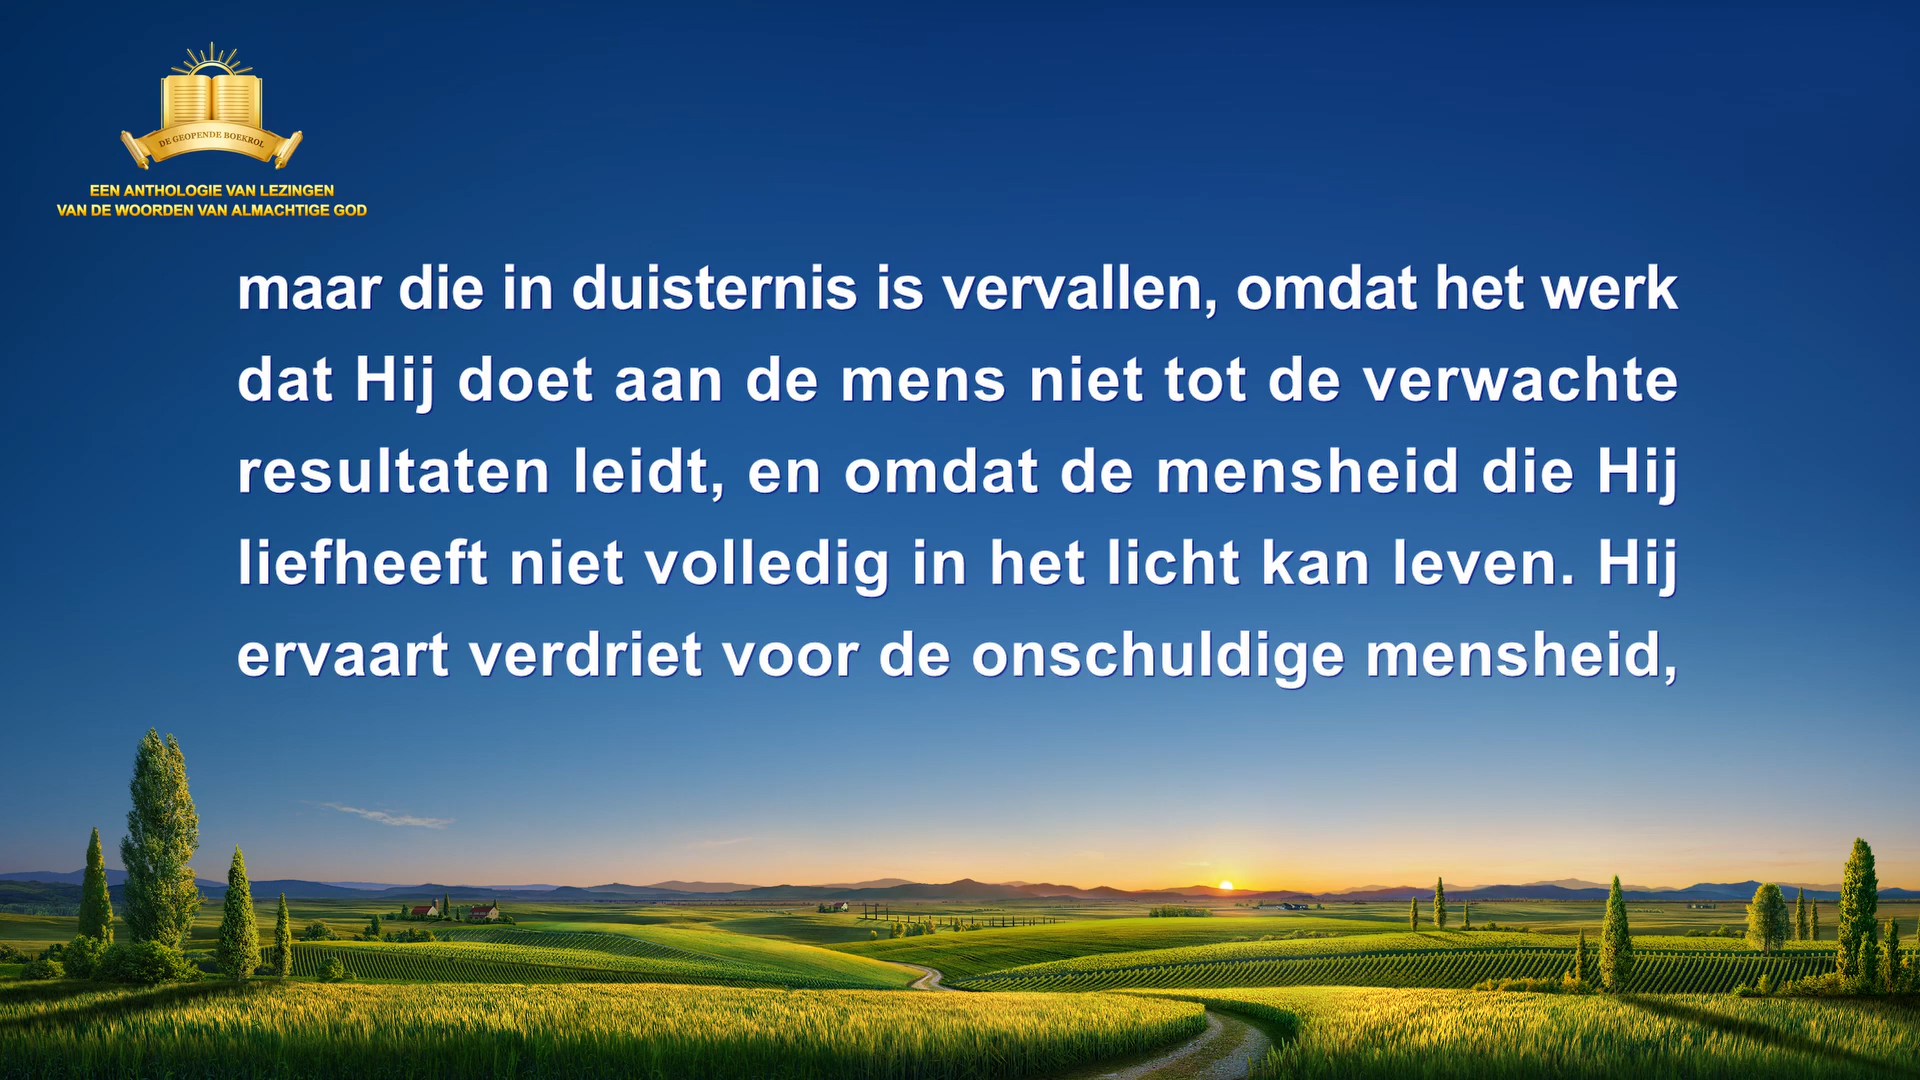 DE GEOPENDE BOEKROL
EEN ANTHOLOGIE VAN LEZINGEN
VAN DE WOORDEN VAN ALMACHTIGE GOD
maar die in duisternis is vervallen, omdat het werk
dat Hij doet aan de mens niet tot de verwachte
resultaten leidt, en omdat de mensheid die Hij
liefheeft niet volledig in het licht kan leven. Hij
ervaart verdriet voor de onschuldige mensheid,